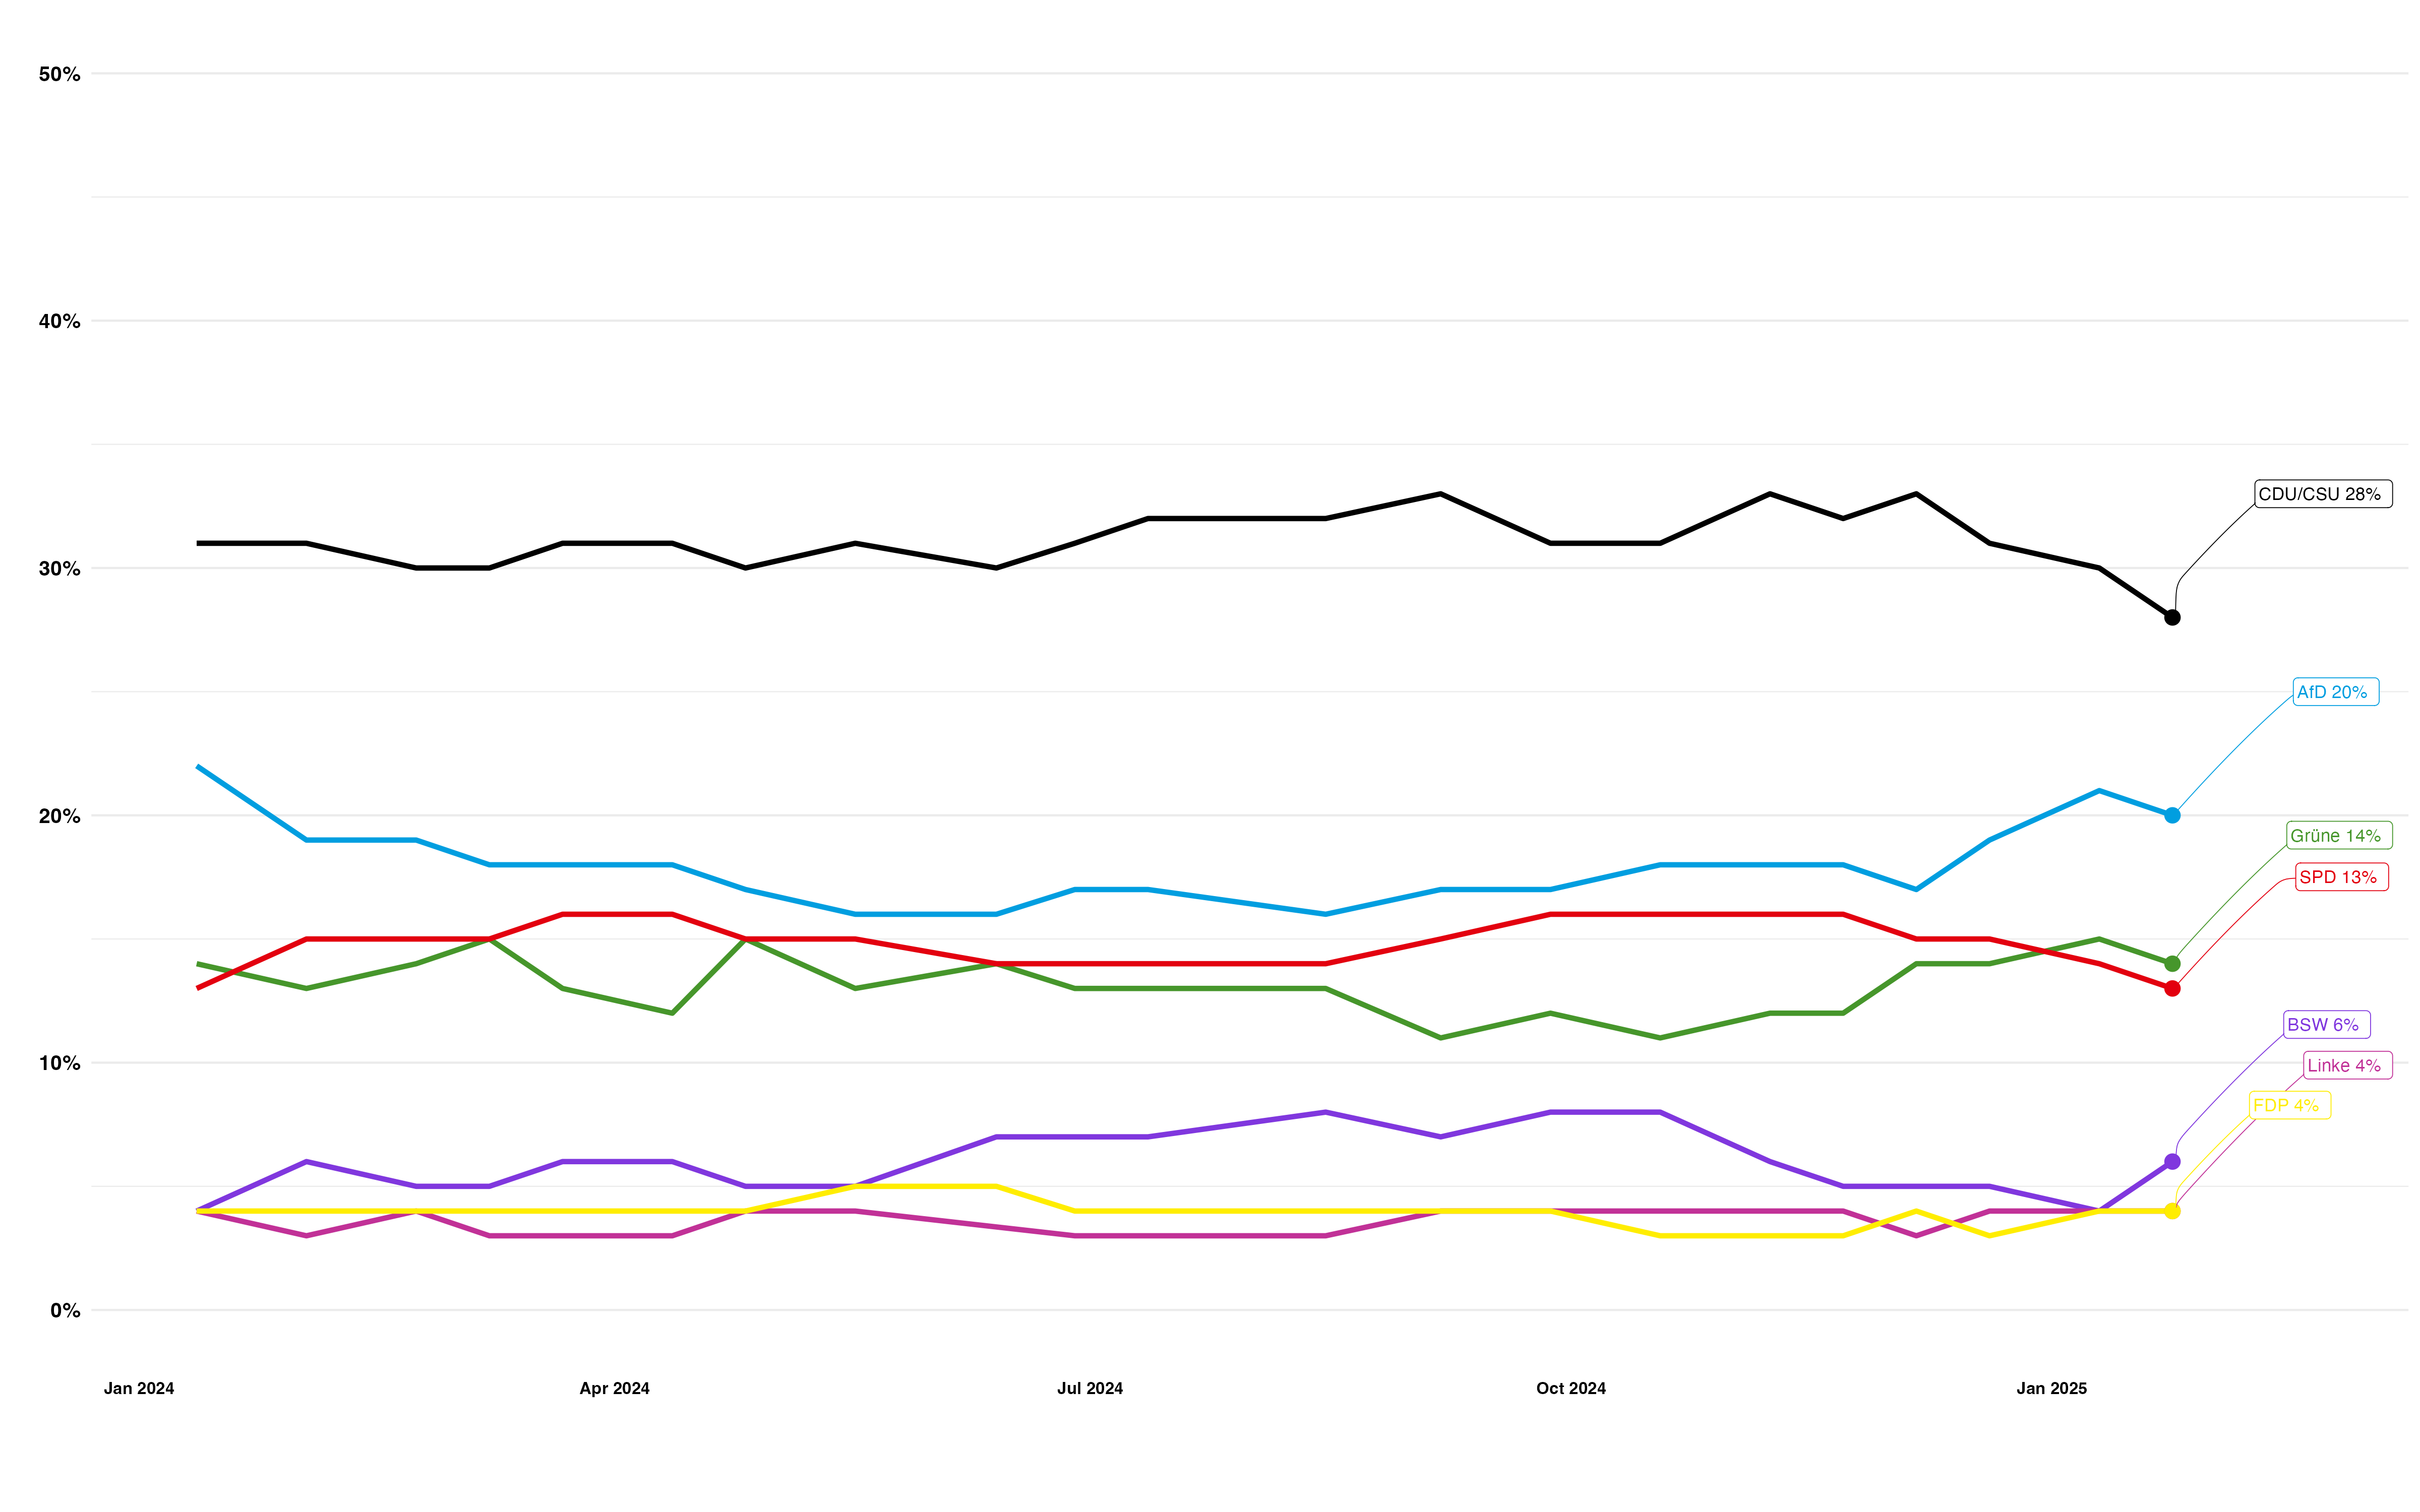 50%
40%
CDU/CSU 28%
30%
AfD 20%
20%
Grüne 14%
SPD 13%
BSW 6%
10%
Linke 4%
FDP 4%
0%
Jan 2024
Apr 2024
Jul 2024
Oct 2024
Jan 2025